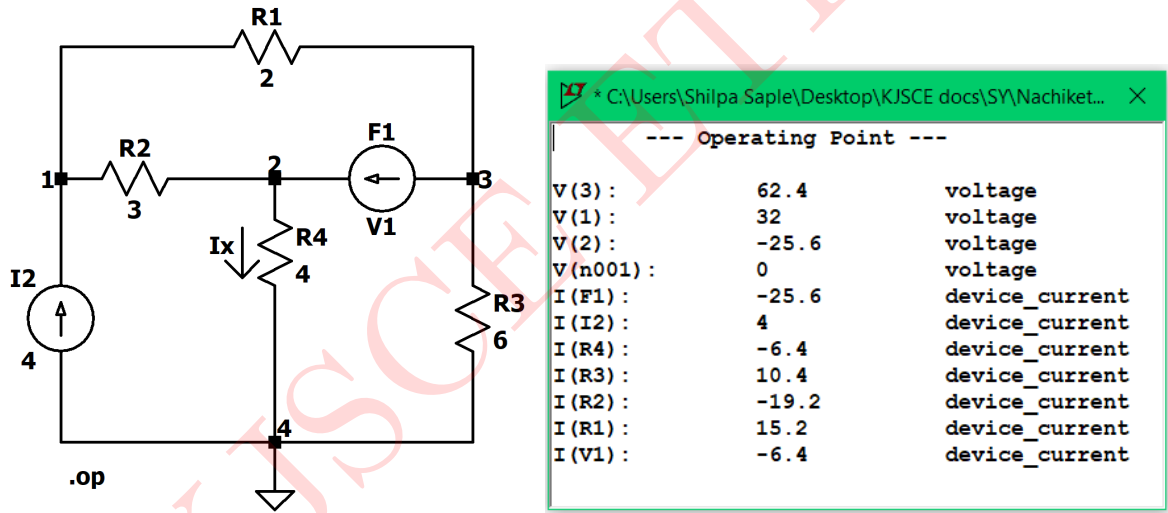 R1
2
R2
1
3
2
F1
V1
3
Ix
R4
4
I2
4
R3
6
4
.op
* C:\Users\Shilpa Saple\Desktop\KJSCE docs\SY\Nachiket...
--- Operating Point ---
V(3): 62.4 voltage
V(1): 32 voltage
V(2): -25.6 voltage
V(n001): 0 voltage
I(F1): -25.6 device_current
I(I2): 4 device_current
I(R4): -6.4 device_current
I(R3): 10.4 device_current
I(R2): -19.2 device_current
I(R1): 15.2 device_current
I(V1): -6.4 device_current
KJSCE ET